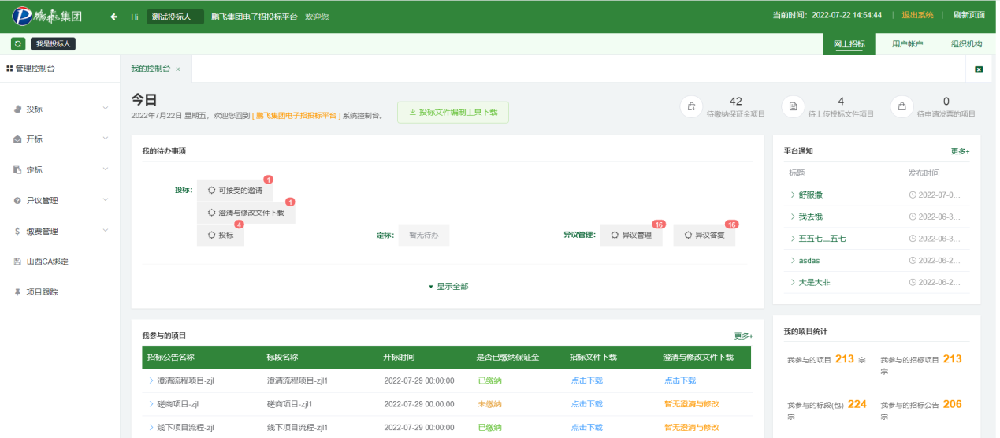 鹏飞集团 Hi 测试投标人一 鹏飞集团电子招投标平台 欢迎您 当前时间：2022-07-22 14:54:44 退出系统 刷新页面
我是投标人 网上招标 用户帐户 组织机构
管理控制台 我的控制台 ×
投标
开标
定标
异议管理
缴费管理
山西CA绑定
项目跟踪
今日
2022年7月22日 星期五，欢迎您回到 [ 鹏飞集团电子招投标平台 ] 系统控制台。
投标文件编制工具下载
42 待缴纳保证金项目
4 待上传投标文件项目
0 待申请发票的项目
我的待办事项
投标： 可接受的邀请 1
澄清与修改文件下载 1
投标 4
定标： 暂无待办
异议管理： 异议管理 16 异议答复 16
显示全部
平台通知 更多+
标题 发布时间
舒服撒 2022-07-0...
我去饿 2022-06-3...
五五七二五七 2022-06-3...
asdas 2022-06-2...
大是大非 2022-06-2...
我参与的项目 更多+
招标公告名称 标段名称 开标时间 是否已缴纳保证金 招标文件下载 澄清与修改文件下载
澄清流程项目-zjl 澄清流程项目-zjl1 2022-07-29 00:00:00 已缴纳 点击下载 点击下载
磋商项目-zjl 磋商项目-zjl1 2022-07-29 00:00:00 未缴纳 点击下载 暂无澄清与修改
线下项目流程-zjl 线下项目流程-zjl1 2022-07-29 00:00:00 已缴纳 点击下载 暂无澄清与修改
我的项目统计
我参与的项目 213 宗
我参与的招标项目 213
宗
我参与的标段(包) 224
宗
我参与的招标公告 206
宗